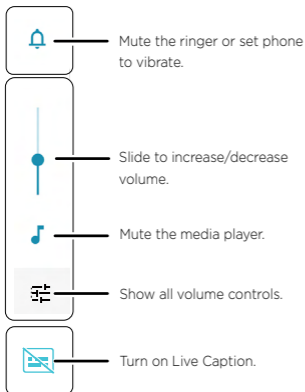 Mute the ringer or set phone
to vibrate.
Slide to increase/decrease
volume.
Mute the media player.
Show all volume controls.
Turn on Live Caption.